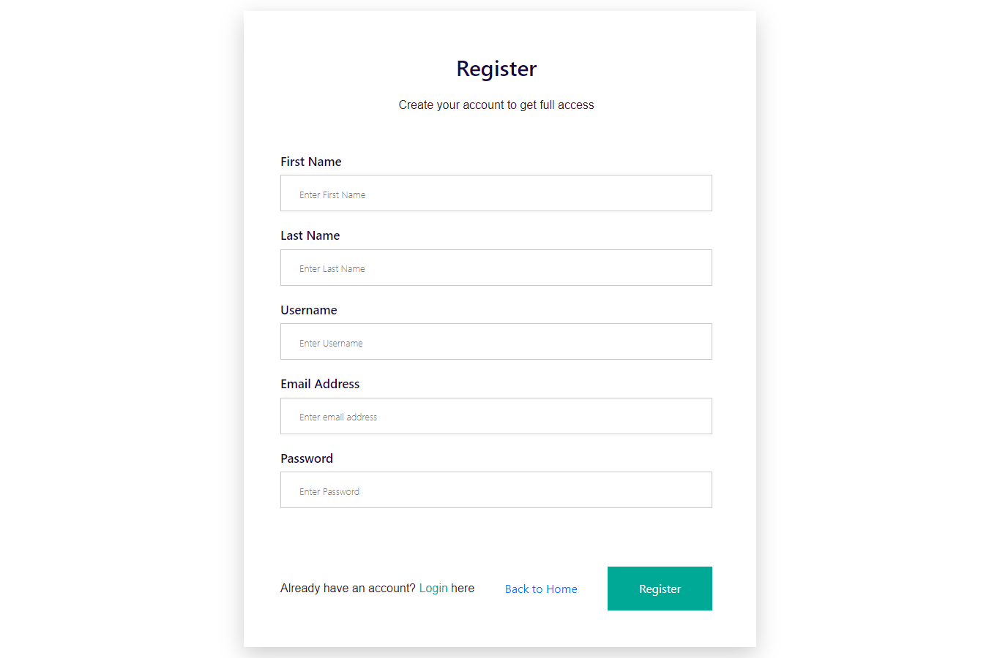 Register
Create your account to get full access
First Name
Enter First Name
Last Name
Enter Last Name
Username
Enter Username
Email Address
Enter email address
Password
Enter Password
Already have an account? Login here
Back to Home
Register